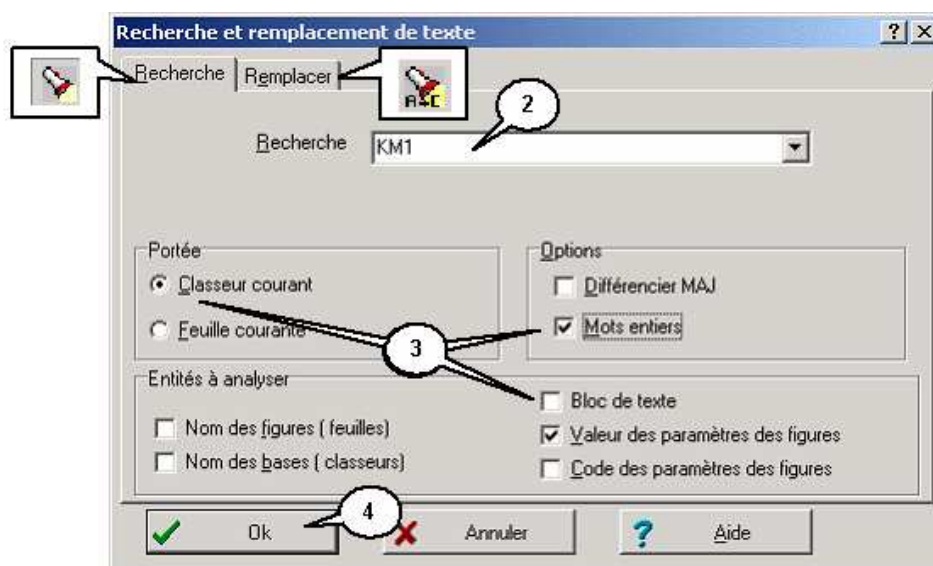 Recherche et remplacement de texte
Recherche Remplacer
A+C
2
Recherche KM1
Portée
Classeur courant
Feuille courante
Options
Différencier MAJ
Mots entiers
3
Entités à analyser
Nom des figures ( feuilles)
Nom des bases ( classeurs)
Bloc de texte
Valeur des paramètres des figures
Code des paramètres des figures
4
Ok Annuler ? Aide